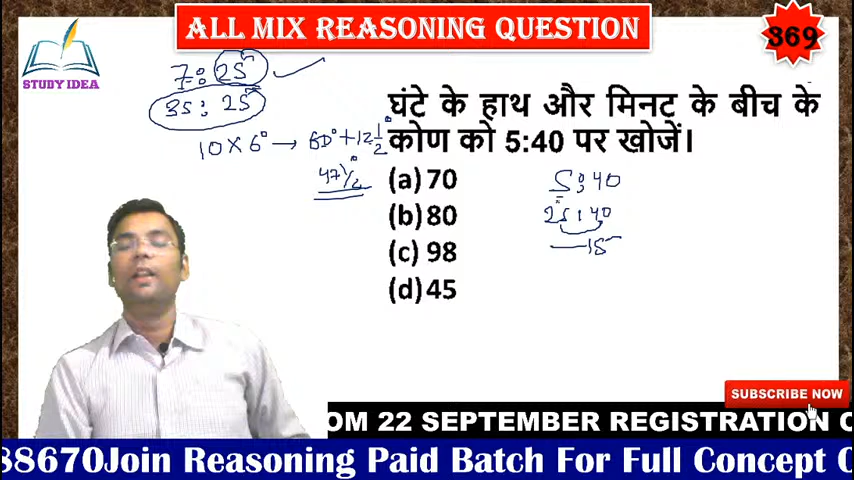 ALL MIX REASONING QUESTION
369
STUDY IDEA
7:25
35:25
10×6° → 60°+12½°
47½°
घंटे के हाथ और मिनट के बीच के
कोण को 5:40 पर खोजें।
(a) 70
(b) 80
(c) 98
(d) 45
5:40
25:40
15
SUBSCRIBE NOW
OM 22 SEPTEMBER REGISTRATION
88670Join Reasoning Paid Batch For Full Concept